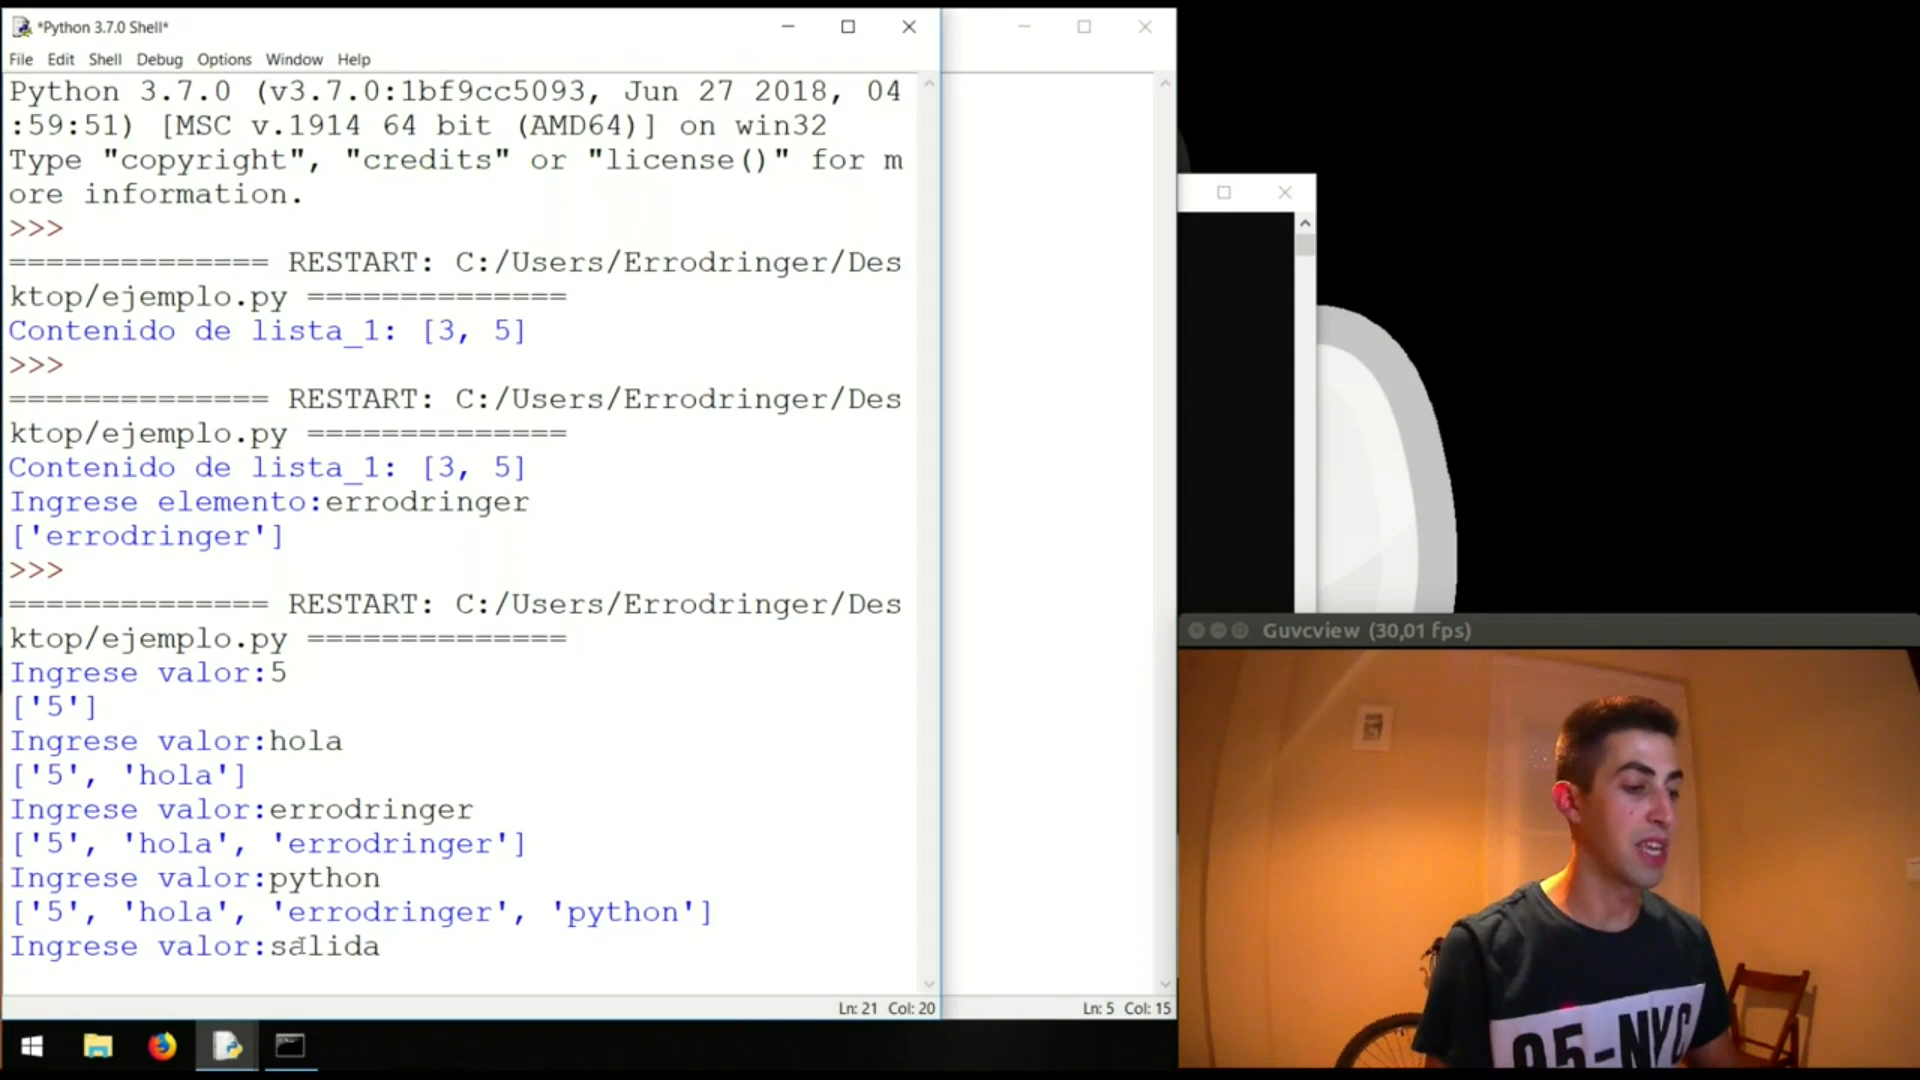 *Python 3.7.0 Shell*
File Edit Shell Debug Options Window Help
Python 3.7.0 (v3.7.0:1bf9cc5093, Jun 27 2018, 04
:59:51) [MSC v.1914 64 bit (AMD64)] on win32
Type "copyright", "credits" or "license()" for m
ore information.
>>>
============== RESTART: C:/Users/Errodringer/Des
ktop/ejemplo.py ==============
Contenido de lista_1: [3, 5]
>>>
============== RESTART: C:/Users/Errodringer/Des
ktop/ejemplo.py ==============
Contenido de lista_1: [3, 5]
Ingrese elemento:errodringer
['errodringer']
>>>
============== RESTART: C:/Users/Errodringer/Des
ktop/ejemplo.py ==============
Ingrese valor:5
['5']
Ingrese valor:hola
['5', 'hola']
Ingrese valor:errodringer
['5', 'hola', 'errodringer']
Ingrese valor:python
['5', 'hola', 'errodringer', 'python']
Ingrese valor:salida
Ln: 21 Col: 20
Ln: 5 Col: 15
Guvcview (30,01 fps)
95-NYC